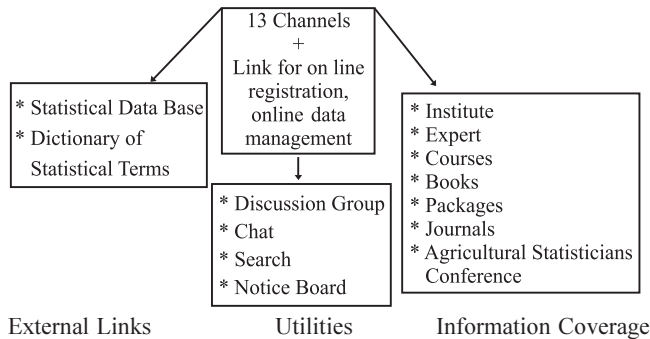 13 Channels
+
Link for on line
registration,
online data
management
* Statistical Data Base
* Dictionary of
Statistical Terms
* Discussion Group
* Chat
* Search
* Notice Board
* Institute
* Expert
* Courses
* Books
* Packages
* Journals
* Agricultural Statisticians
Conference
External Links
Utilities
Information Coverage